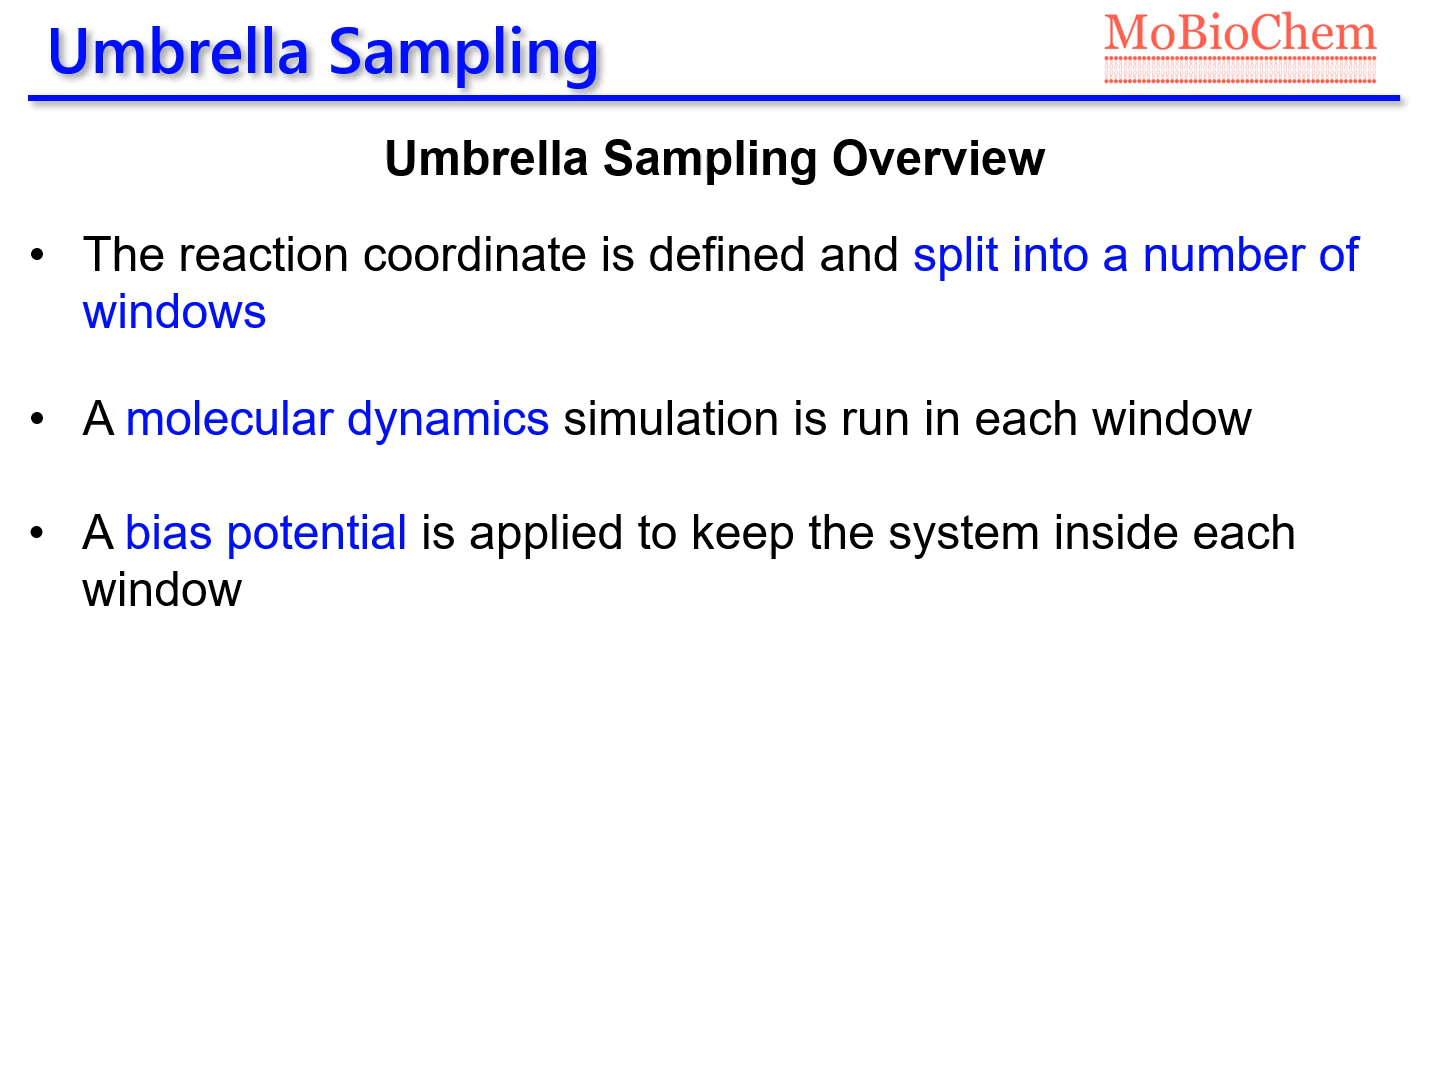 Umbrella Sampling
MoBioChem
Umbrella Sampling Overview
• The reaction coordinate is defined and split into a number of
windows
• A molecular dynamics simulation is run in each window
• A bias potential is applied to keep the system inside each
window